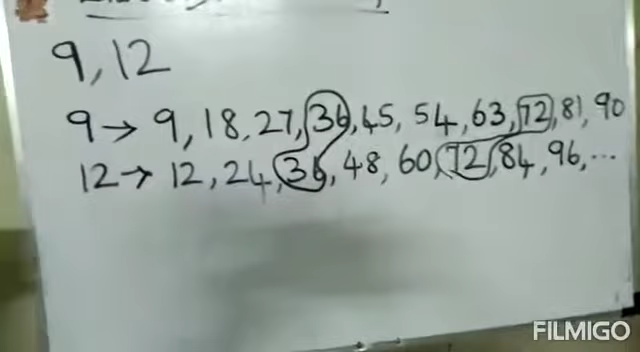 9, 12
9 → 9, 18, 27, 36, 45, 54, 63, 72, 81, 90
12 → 12, 24, 36, 48, 60, 72, 84, 96, ...
FILMIGO